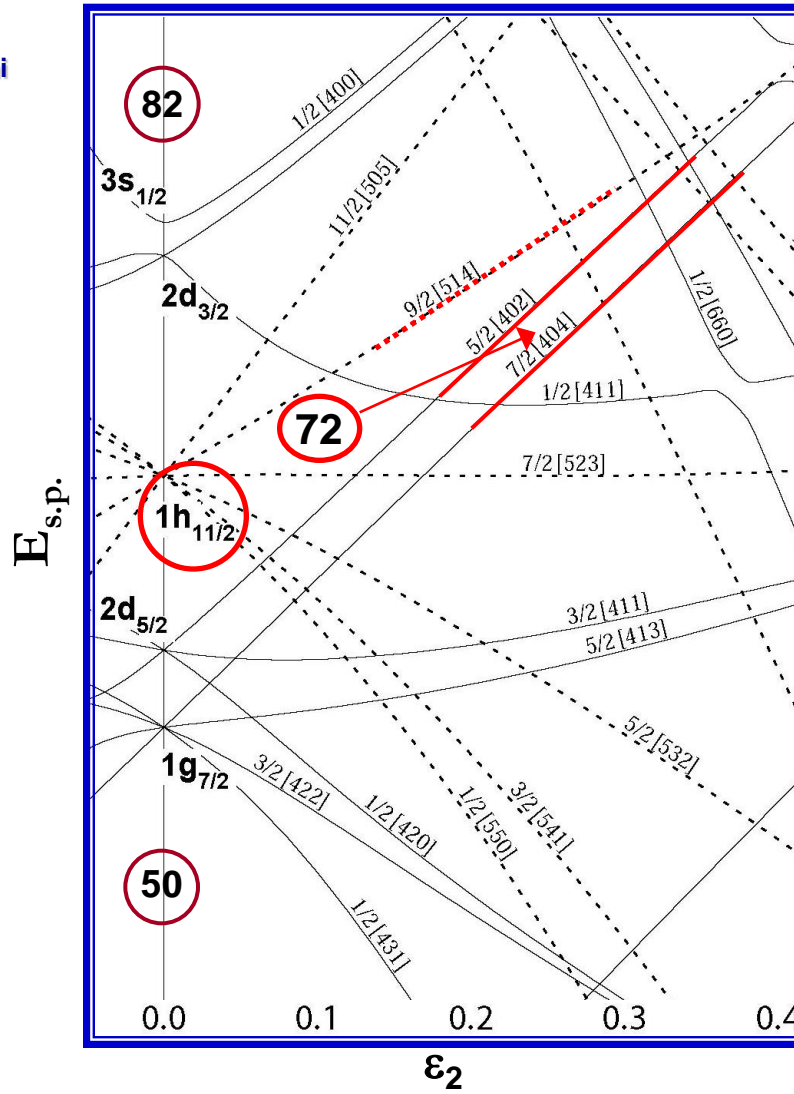 i
82
1/2[400]
3s1/2
11/2[505]
2d3/2
9/2[514]
5/2[402]
7/2[404]
1/2[660]
72
1/2[411]
7/2[523]
Es.p.
1h11/2
2d5/2
3/2[411]
5/2[413]
5/2[532]
1g7/2
3/2[422]
1/2[420]
1/2[550]
3/2[541]
50
1/2[431]
0.0 0.1 0.2 0.3 0.4
ε2